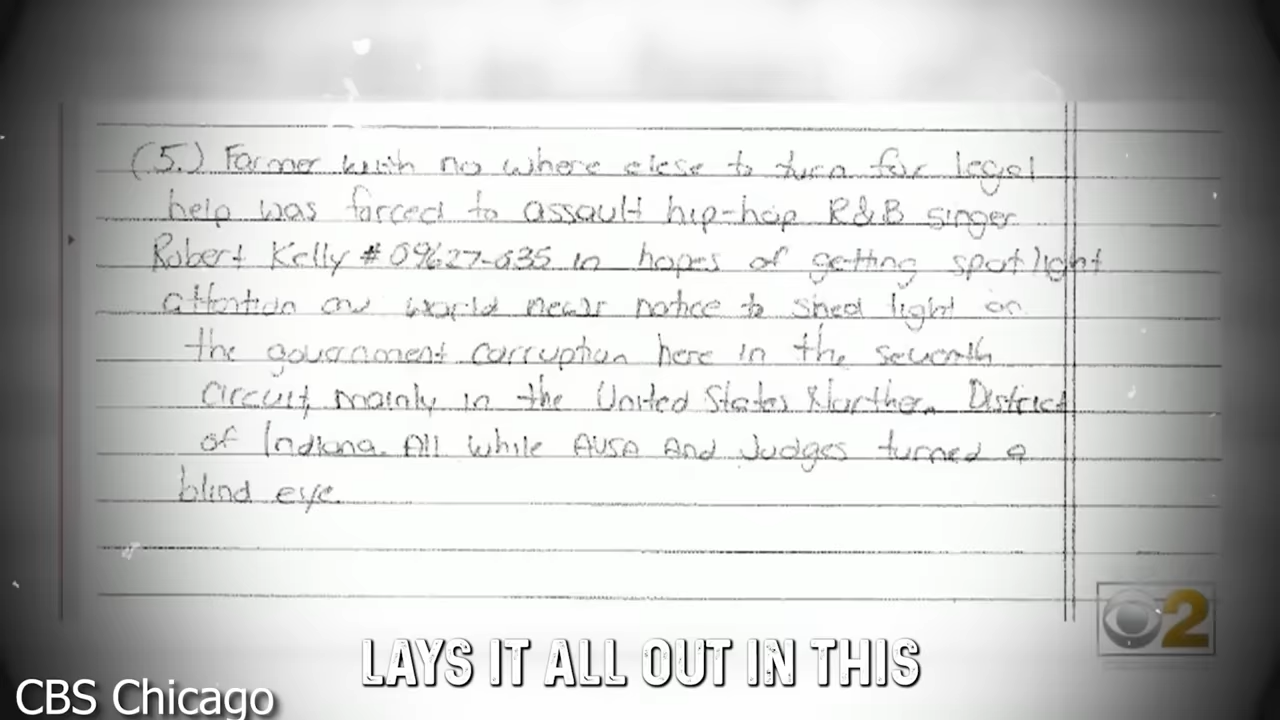 (5.) Farmer with no where elese to turn for legal
help was forced to assault hip-hop R&B singer
Robert Kelly #09627-035 in hopes of getting spotlight
attention and world news notice to shed light on
the government corruption here in the seventh
circuit, mainly in the United States Northern District
of Indiana. All while AUSA And Judges turned a
blind eye.
2
LAYS IT ALL OUT IN THIS
CBS Chicago